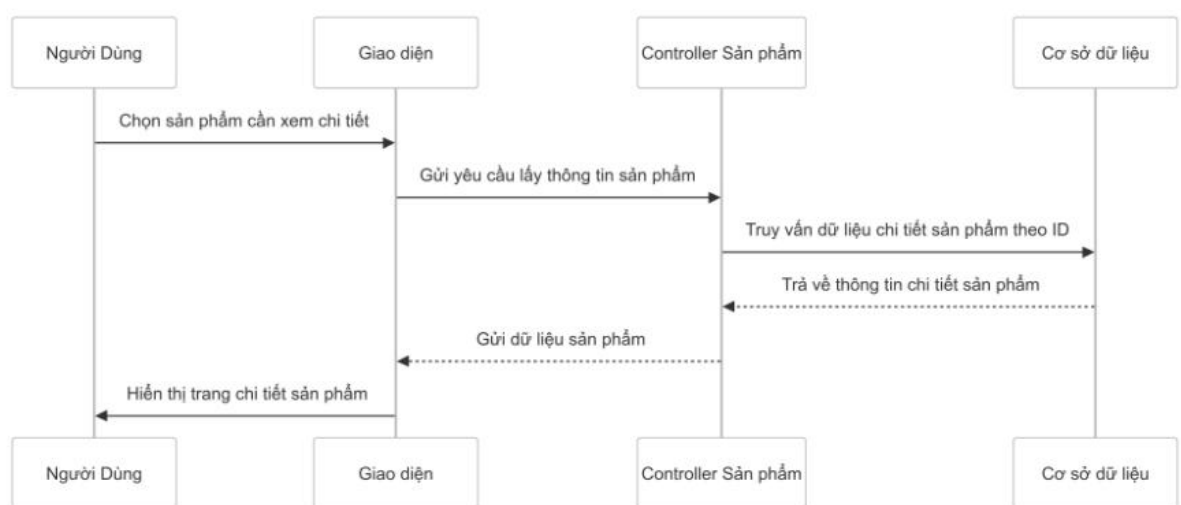 Người Dùng
Giao diện
Controller Sản phẩm
Cơ sở dữ liệu
Chọn sản phẩm cần xem chi tiết
Gửi yêu cầu lấy thông tin sản phẩm
Truy vấn dữ liệu chi tiết sản phẩm theo ID
Trả về thông tin chi tiết sản phẩm
Gửi dữ liệu sản phẩm
Hiển thị trang chi tiết sản phẩm
Người Dùng
Giao diện
Controller Sản phẩm
Cơ sở dữ liệu